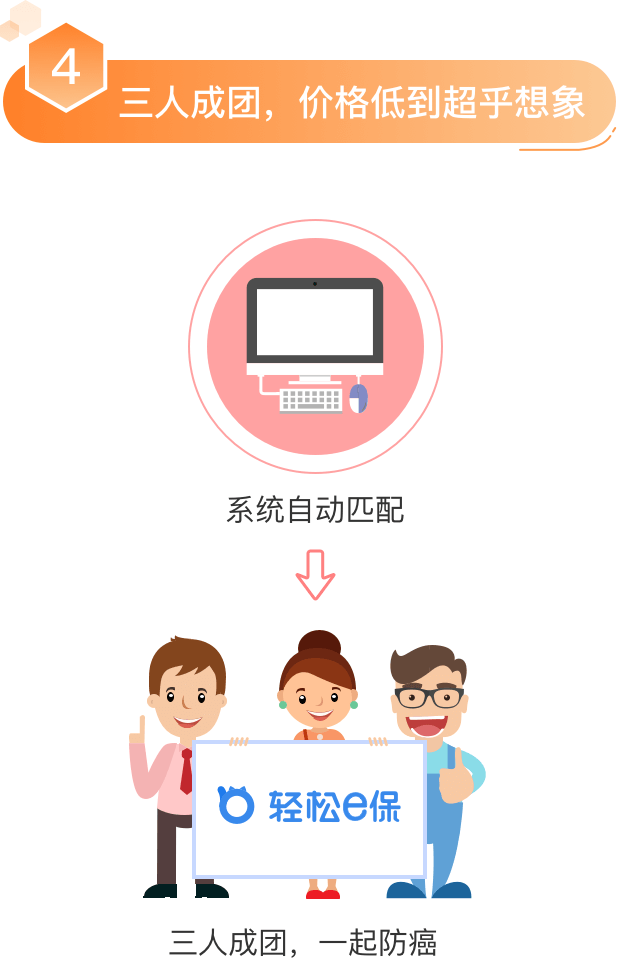 4
三人成团，价格低到超乎想象
系统自动匹配
轻松e保
三人成团，一起防癌